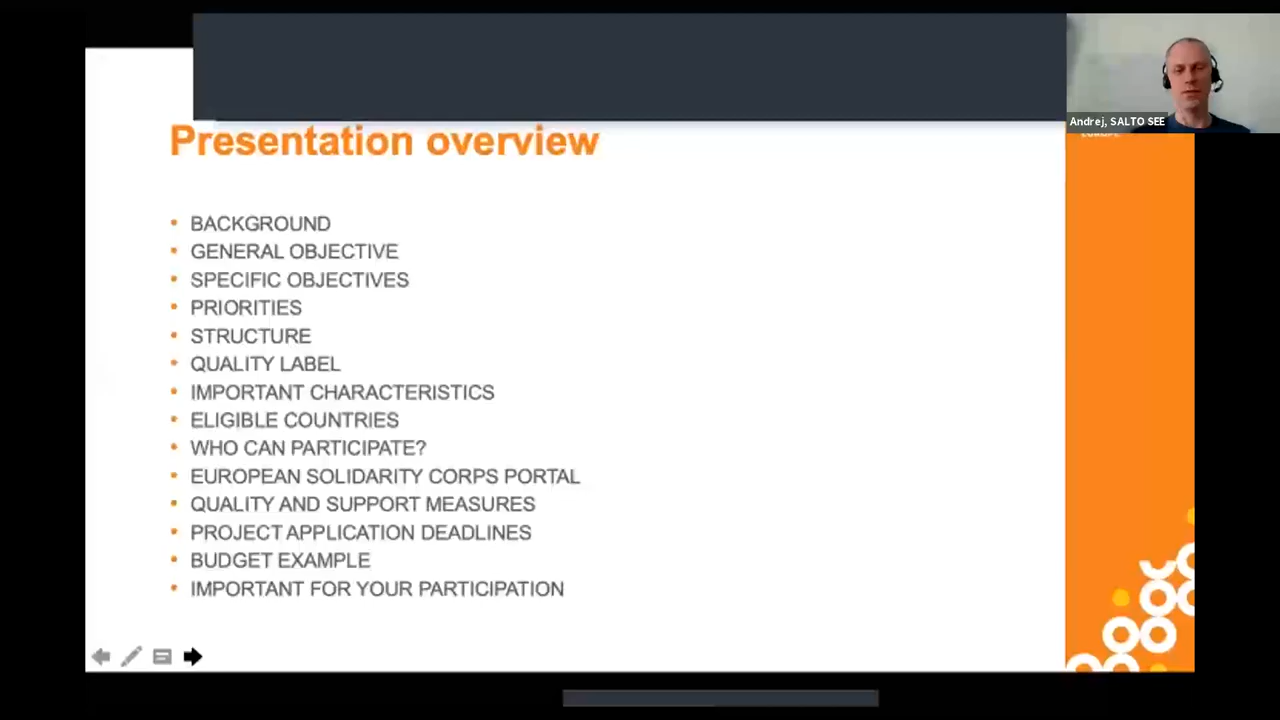 Andrej, SALTO SEE
EUROPE
Presentation overview
• BACKGROUND
• GENERAL OBJECTIVE
• SPECIFIC OBJECTIVES
• PRIORITIES
• STRUCTURE
• QUALITY LABEL
• IMPORTANT CHARACTERISTICS
• ELIGIBLE COUNTRIES
• WHO CAN PARTICIPATE?
• EUROPEAN SOLIDARITY CORPS PORTAL
• QUALITY AND SUPPORT MEASURES
• PROJECT APPLICATION DEADLINES
• BUDGET EXAMPLE
• IMPORTANT FOR YOUR PARTICIPATION